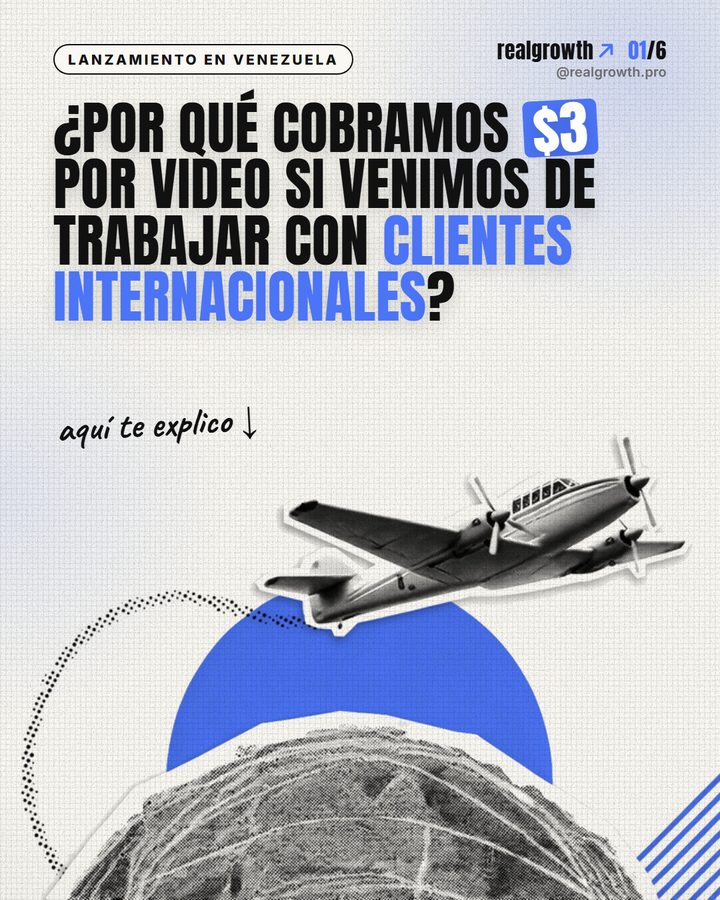 LANZAMIENTO EN VENEZUELA
realgrowth ↗ 01/6
@realgrowth.pro
¿POR QUÉ COBRAMOS $3
POR VIDEO SI VENIMOS DE
TRABAJAR CON CLIENTES
INTERNACIONALES?
aquí te explico ↓